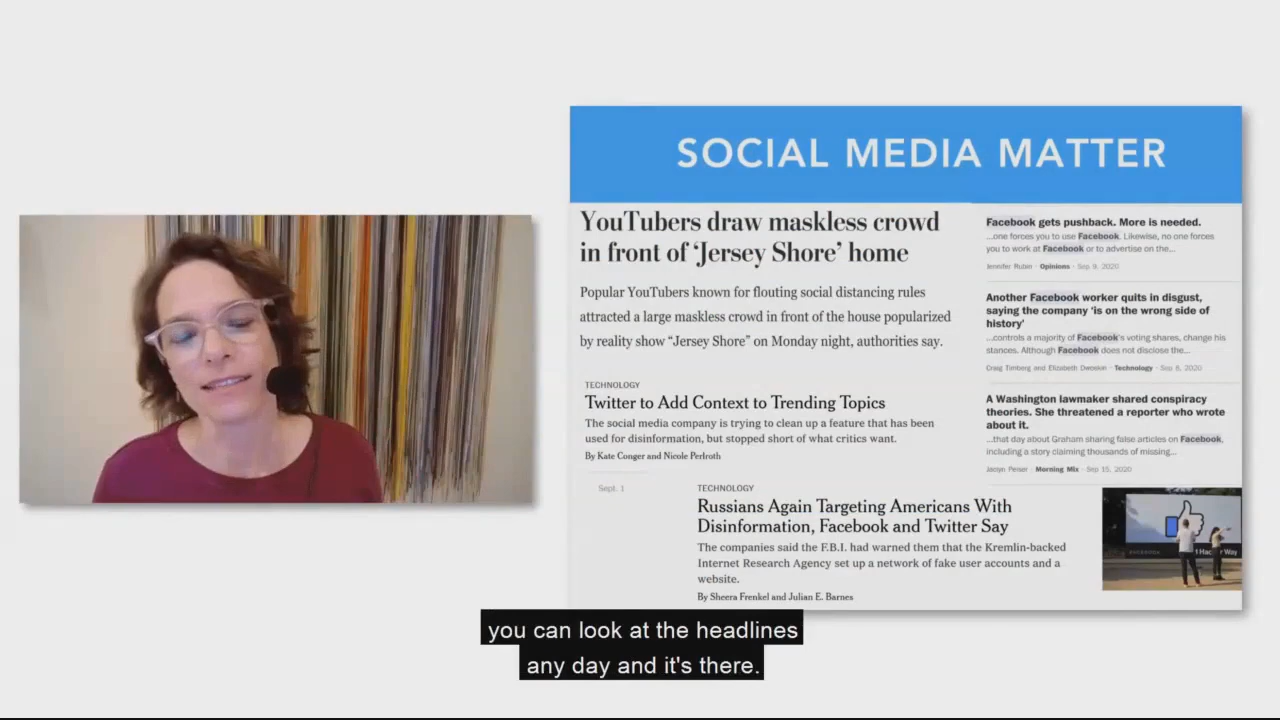 SOCIAL MEDIA MATTER
YouTubers draw maskless crowd
in front of ‘Jersey Shore’ home
Popular YouTubers known for flouting social distancing rules
attracted a large maskless crowd in front of the house popularized
by reality show “Jersey Shore” on Monday night, authorities say.
TECHNOLOGY
Twitter to Add Context to Trending Topics
The social media company is trying to clean up a feature that has been
used for disinformation, but stopped short of what critics want.
By Kate Conger and Nicole Perlroth
Sept. 1
TECHNOLOGY
Russians Again Targeting Americans With
Disinformation, Facebook and Twitter Say
The companies said the F.B.I. had warned them that the Kremlin-backed
Internet Research Agency set up a network of fake user accounts and a
website.
By Sheera Frenkel and Julian E. Barnes
Facebook gets pushback. More is needed.
...one forces you to use Facebook. Likewise, no one forces
you to work at Facebook or to advertise on the...
Jennifer Rubin · Opinions · Sep 9, 2020
Another Facebook worker quits in disgust,
saying the company ‘is on the wrong side of
history’
...controls a majority of Facebook's voting shares, change his
stances. Although Facebook does not disclose the...
Craig Timberg and Elizabeth Dwoskin · Technology · Sep 8, 2020
A Washington lawmaker shared conspiracy
theories. She threatened a reporter who wrote
about it.
...that day about Graham sharing false articles on Facebook,
including a story claiming thousands of missing...
Jaclyn Peiser · Morning Mix · Sep 15, 2020
Way
you can look at the headlines
any day and it's there.